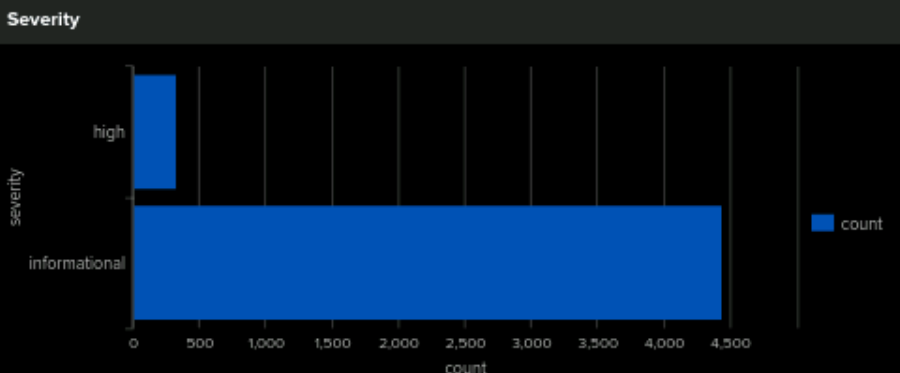 Severity
high
severity
informational
count
0 500 1,000 1,500 2,000 2,500 3,000 3,500 4,000 4,500
count